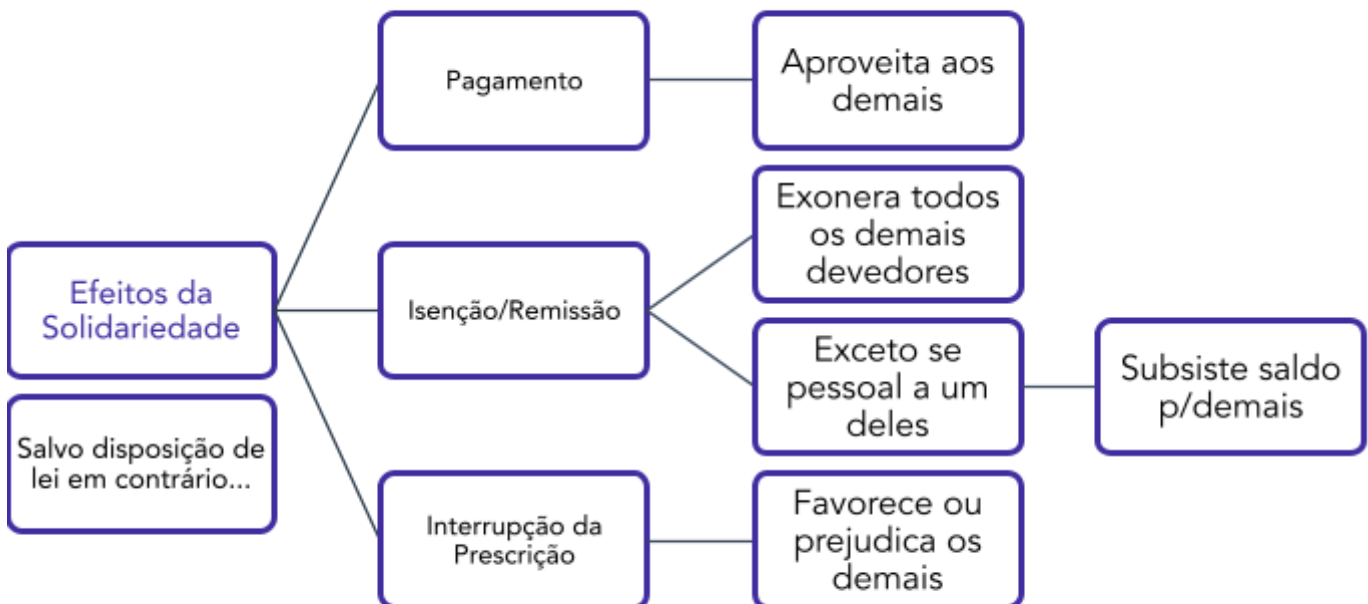 Efeitos da
Solidariedade
Salvo disposição de
lei em contrário...
Pagamento
Aproveita aos
demais
Isenção/Remissão
Exonera todos
os demais
devedores
Exceto se
pessoal a um
deles
Subsiste saldo
p/demais
Interrupção da
Prescrição
Favorece ou
prejudica os
demais